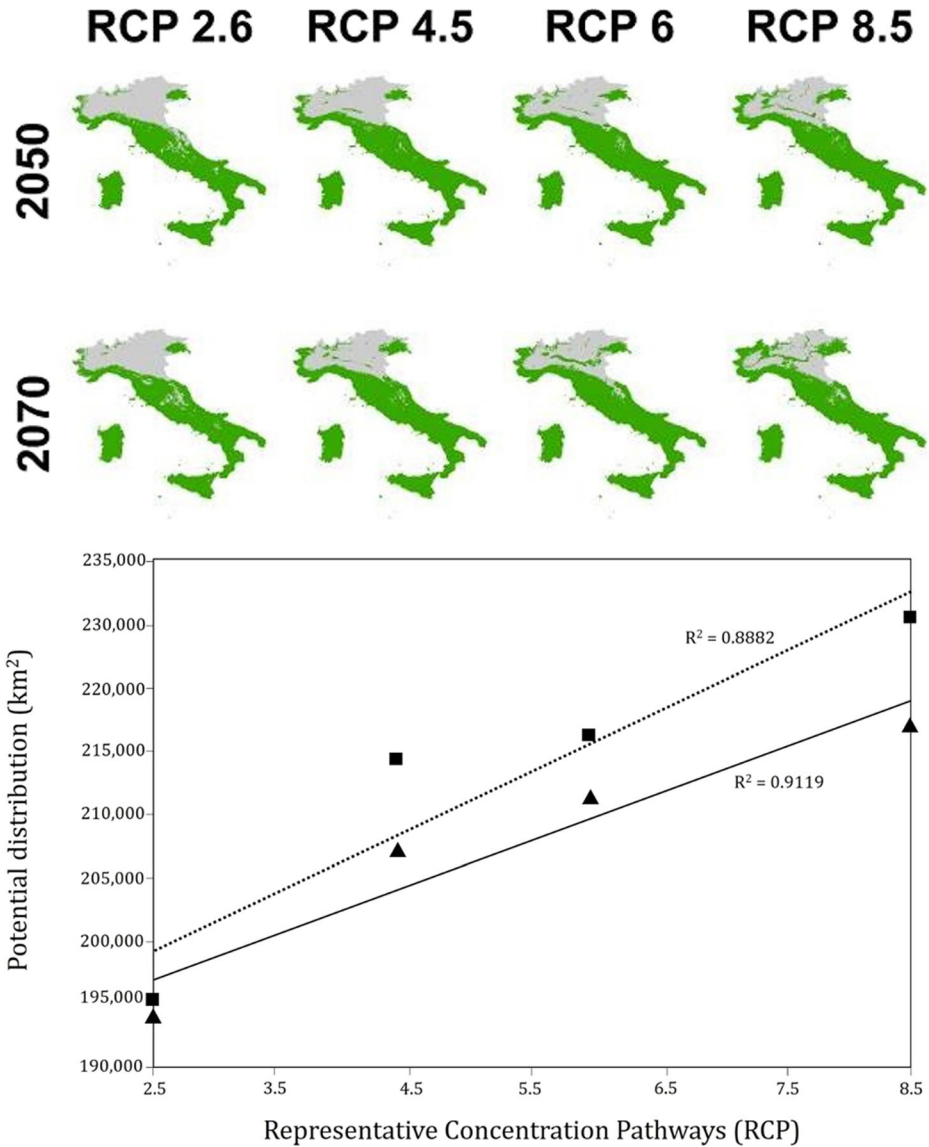 RCP 2.6 RCP 4.5 RCP 6 RCP 8.5
2050
2070
Potential distribution (km²)
235,000
230,000
220,000
215,000
210,000
205,000
200,000
195,000
190,000
R² = 0.8882
R² = 0.9119
2.5 3.5 4.5 5.5 6.5 7.5 8.5
Representative Concentration Pathways (RCP)